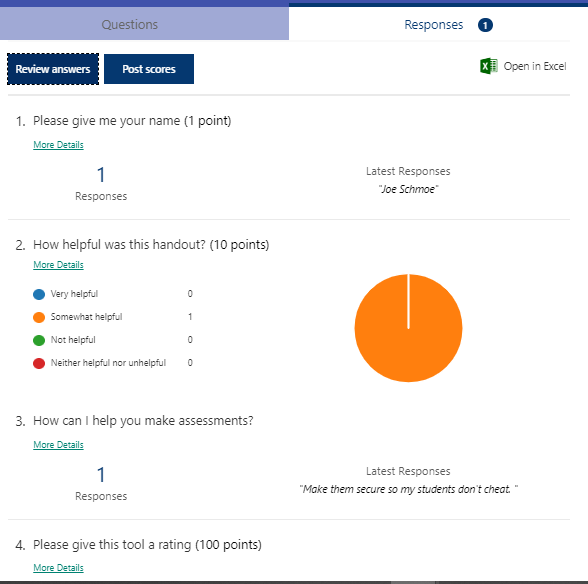 Questions
Responses 1
Review answers Post scores
Open in Excel
1. Please give me your name (1 point)
More Details
1
Responses
Latest Responses
"Joe Schmoe"
2. How helpful was this handout? (10 points)
More Details
Very helpful 0
Somewhat helpful 1
Not helpful 0
Neither helpful nor unhelpful 0
3. How can I help you make assessments?
More Details
1
Responses
Latest Responses
"Make them secure so my students don't cheat. "
4. Please give this tool a rating (100 points)
More Details